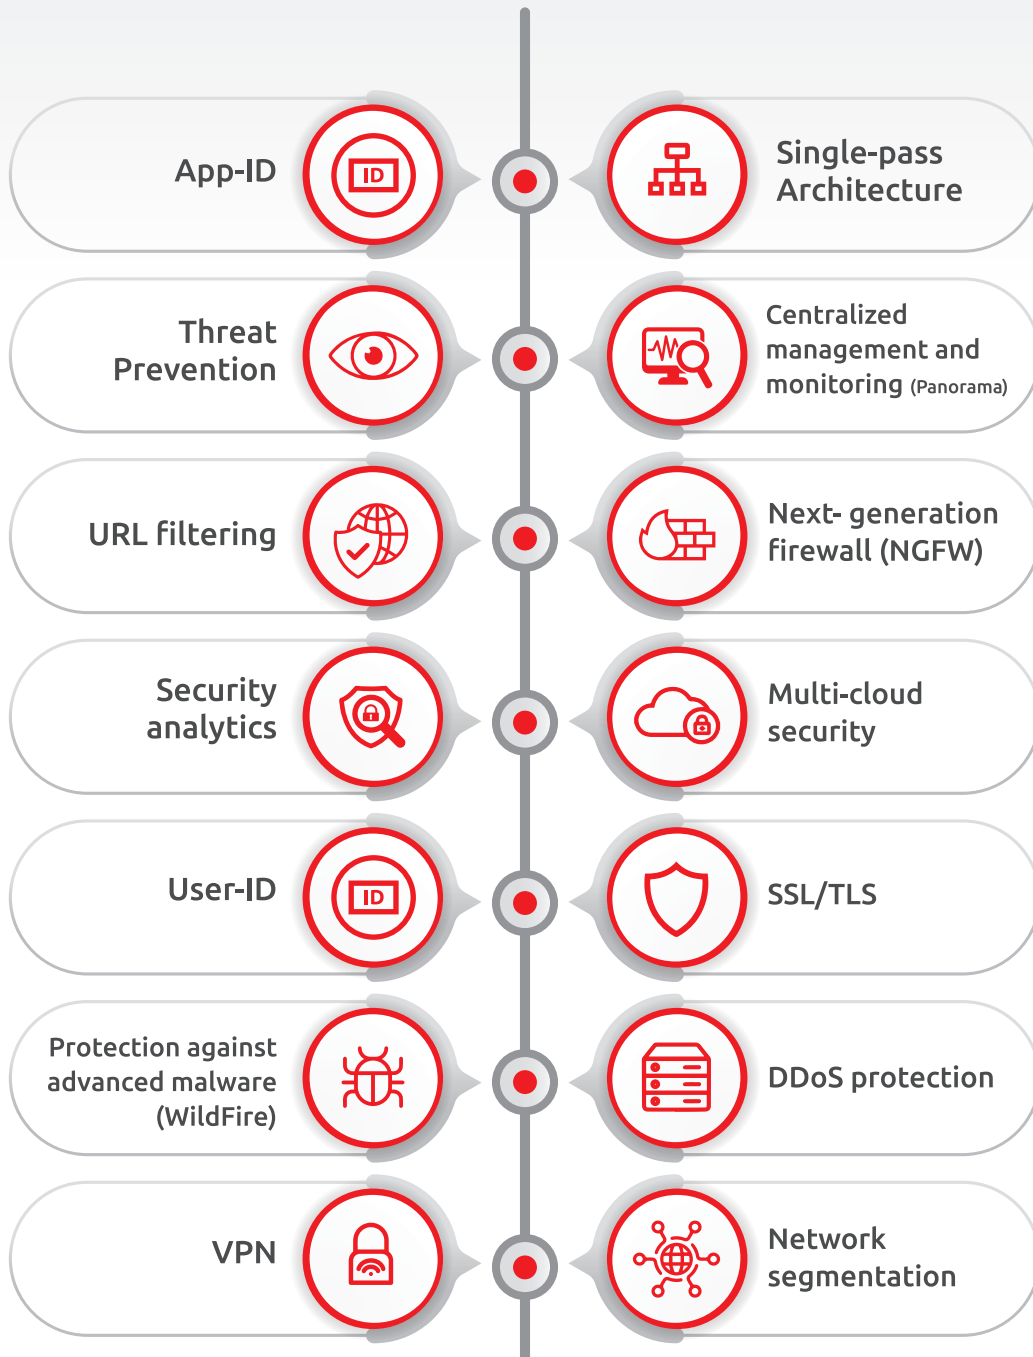 App-ID
ID
Single-pass
Architecture
Threat
Prevention
Centralized
management and
monitoring (Panorama)
URL filtering
Next- generation
firewall (NGFW)
Security
analytics
Multi-cloud
security
User-ID
ID
SSL/TLS
Protection against
advanced malware
(WildFire)
DDoS protection
VPN
Network
segmentation